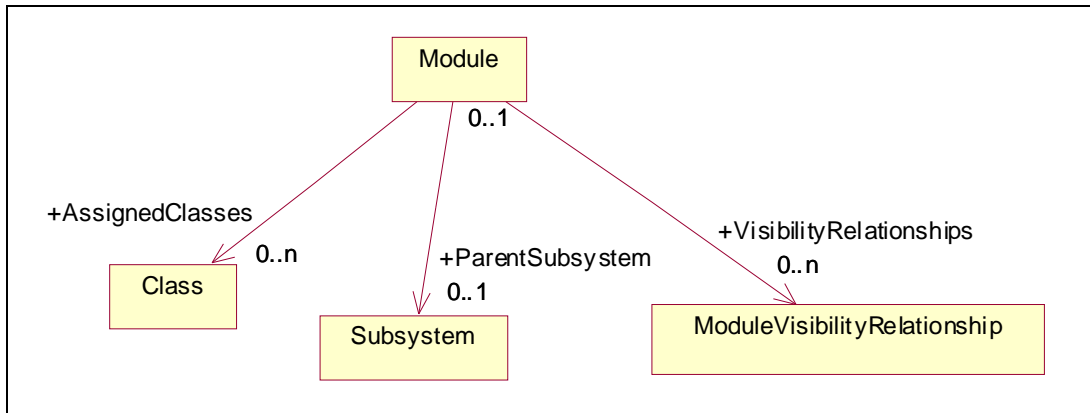 Module
0..1
+AssignedClasses
0..n
+ParentSubsystem
0..1
+VisibilityRelationships
0..n
Class
Subsystem
ModuleVisibilityRelationship